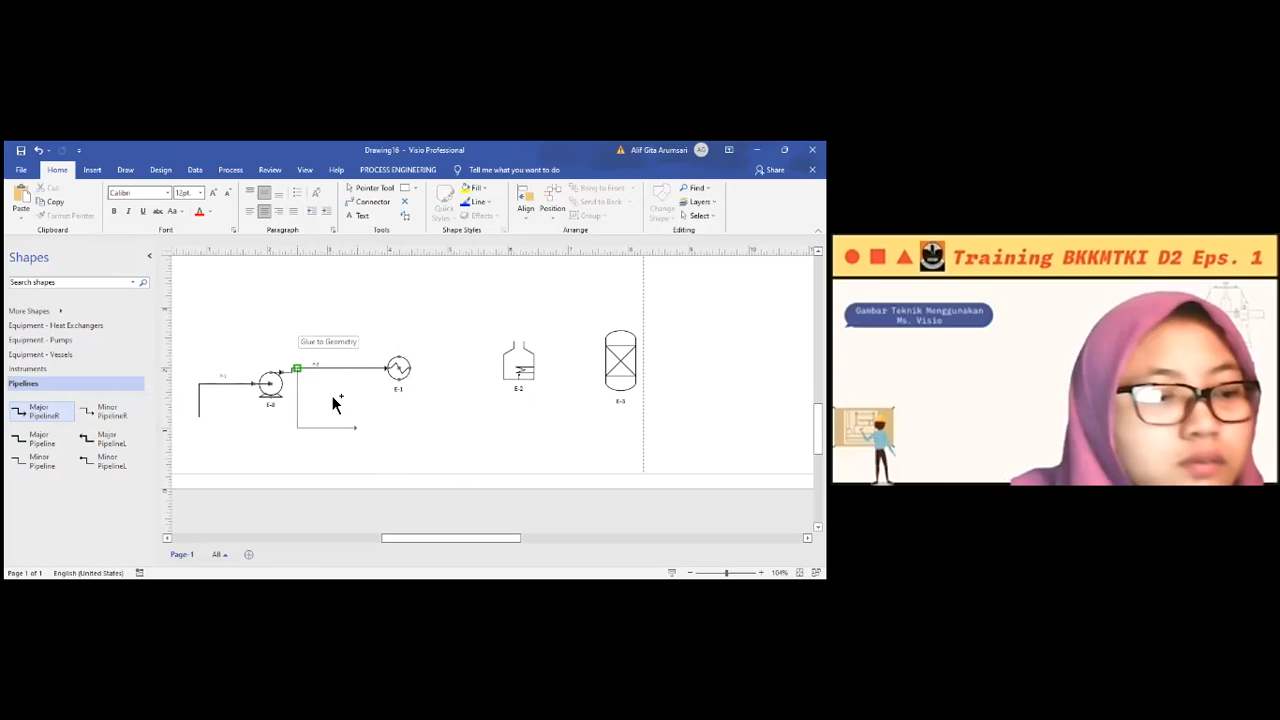 Drawing16 - Visio Professional
Alif Gita Arumsari
AG
File Home Insert Draw Design Data Process Review View Help PROCESS ENGINEERING Tell me what you want to do
Share
Cut
Copy
Format Painter
Paste
Clipboard
Calibri
12pt.
Font
Paragraph
Pointer Tool
Connector
Text
Tools
Quick Styles
Fill
Line
Effects
Shape Styles
Align
Position
Bring to Front
Send to Back
Group
Arrange
Change Shape
Find
Layers
Select
Editing
Shapes
Search shapes
More Shapes
Equipment - Heat Exchangers
Equipment - Pumps
Equipment - Vessels
Instruments
Pipelines
Major PipelineR
Minor PipelineR
Major Pipeline
Major PipelineL
Minor Pipeline
Minor PipelineL
Glue to Geometry
E-1
E-2
E-3
Page-1
All
Page 1 of 1
English (United States)
104%
Training BKKMTKI D2 Eps. 1
Gambar Teknik Menggunakan
Ms. Visio